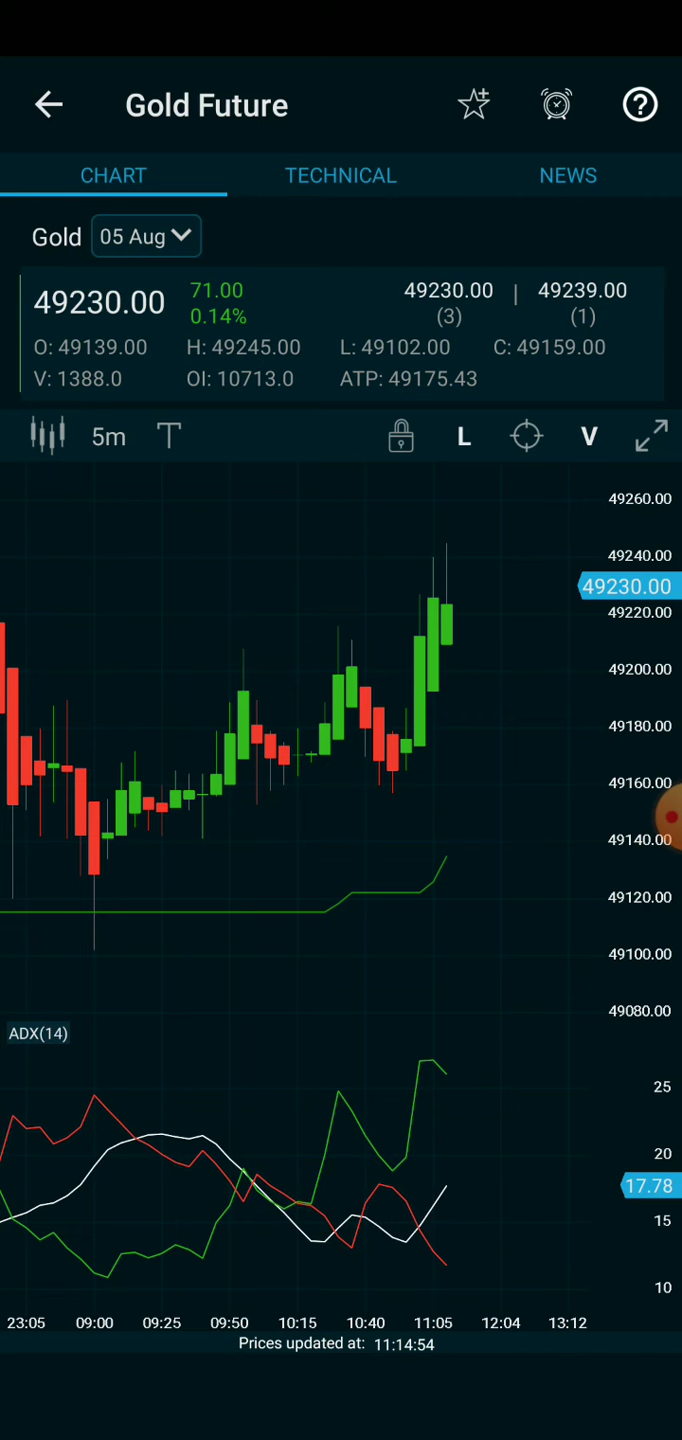 Gold Future
CHART TECHNICAL NEWS
Gold 05 Aug
49230.00 71.00 0.14% 49230.00 | 49239.00
(3) (1)
O: 49139.00 H: 49245.00 L: 49102.00 C: 49159.00
V: 1388.0 OI: 10713.0 ATP: 49175.43
5m T L V
49260.00
49240.00
49230.00
49220.00
49200.00
49180.00
49160.00
49140.00
49120.00
49100.00
49080.00
ADX(14)
25
20
17.78
15
10
23:05 09:00 09:25 09:50 10:15 10:40 11:05 12:04 13:12
Prices updated at: 11:14:54